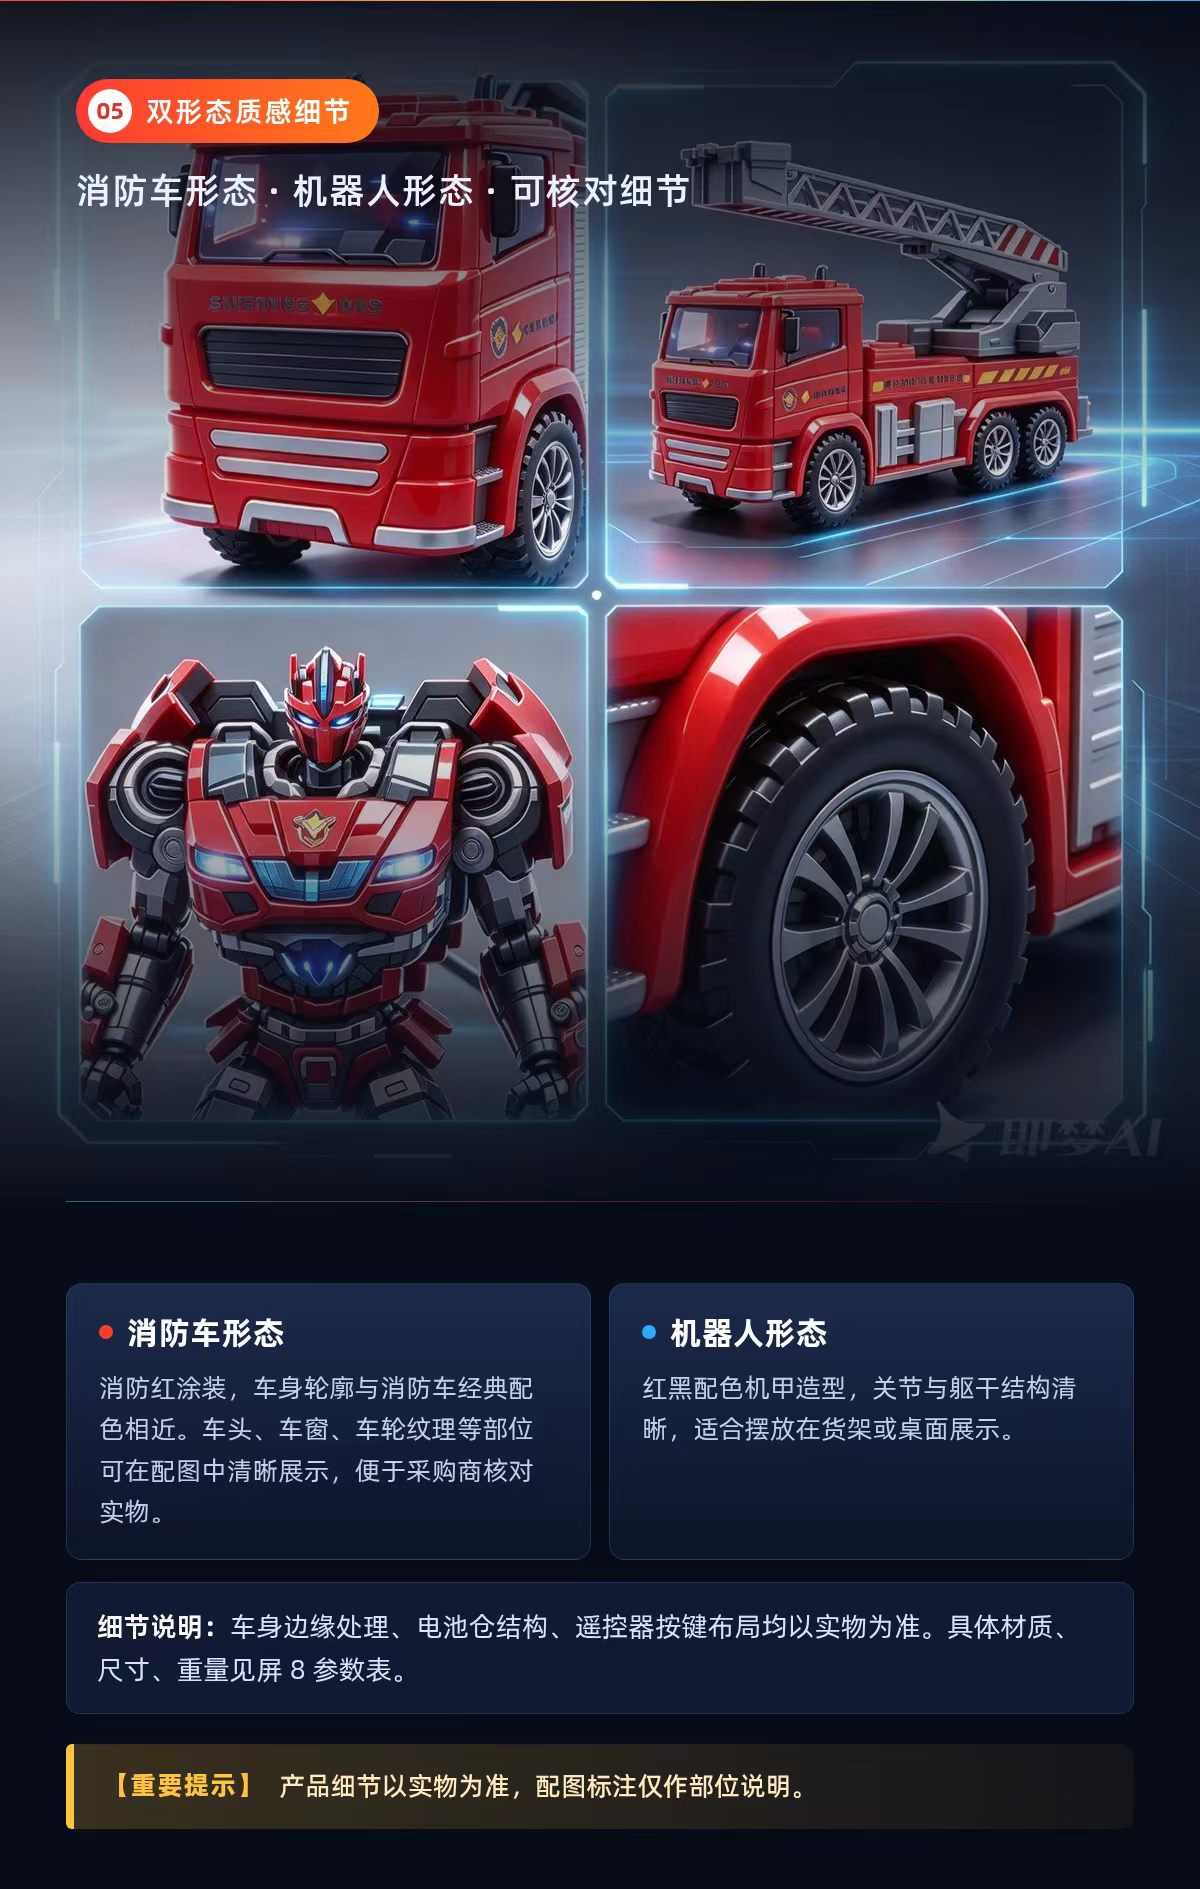 05 双形态质感细节
消防车形态·机器人形态·可核对细节
即梦AI
消防车形态
消防红涂装，车身轮廓与消防车经典配
色相近。车头、车窗、车轮纹理等部位
可在配图中清晰展示，便于采购商核对
实物。
机器人形态
红黑配色机甲造型，关节与躯干结构清
晰，适合摆放在货架或桌面展示。
细节说明：车身边缘处理、电池仓结构、遥控器按键布局均以实物为准。具体材质、
尺寸、重量见屏 8 参数表。
【重要提示】 产品细节以实物为准，配图标注仅作部位说明。